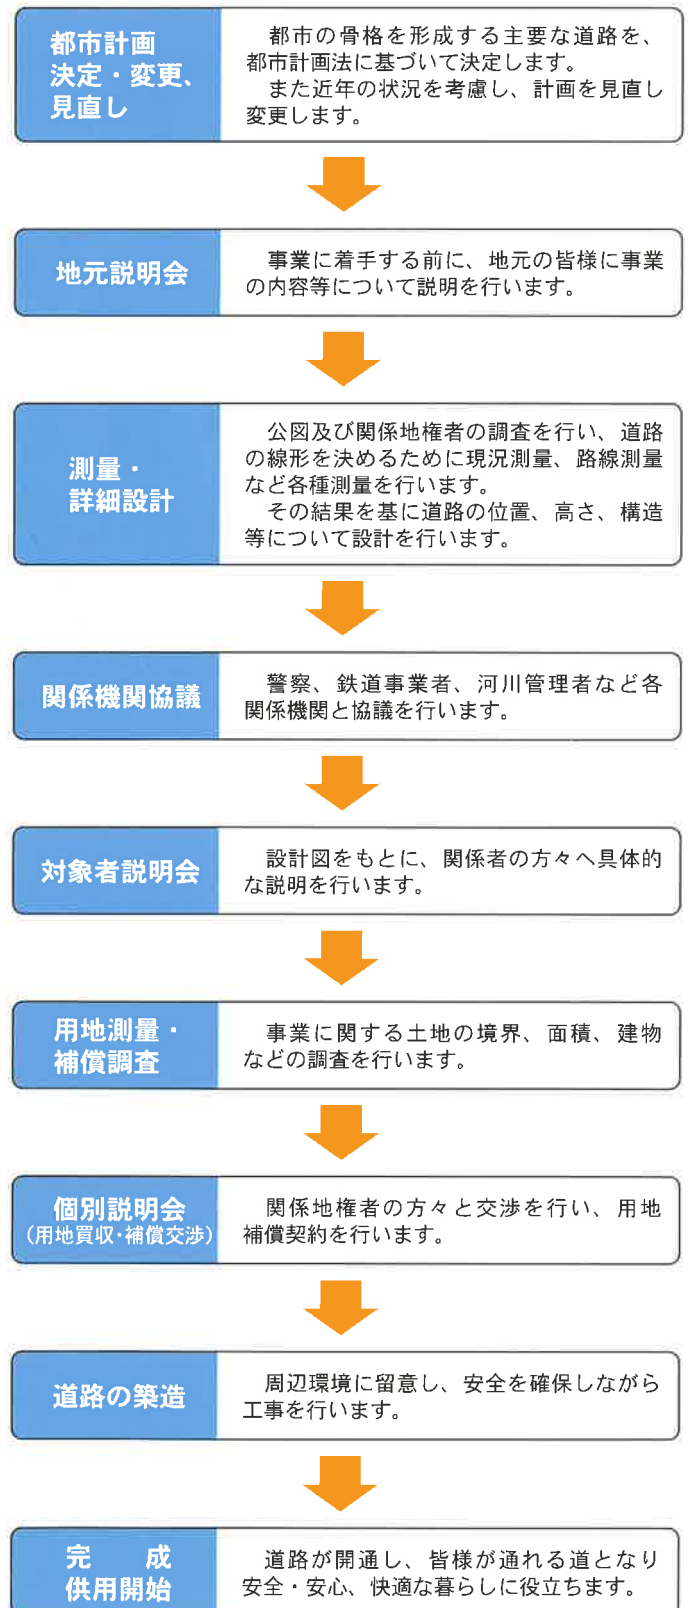 都市計画
決定・変更、
見直し
都市の骨格を形成する主要な道路を、
都市計画法に基づいて決定します。
また近年の状況を考慮し、計画を見直し
変更します。
地元説明会
事業に着手する前に、地元の皆様に事業
の内容等について説明を行います。
測量・
詳細設計
公図及び関係地権者の調査を行い、道路
の線形を決めるために現況測量、路線測量
など各種測量を行います。
その結果を基に道路の位置、高さ、構造
等について設計を行います。
関係機関協議
警察、鉄道事業者、河川管理者など各
関係機関と協議を行います。
対象者説明会
設計図をもとに、関係者の方々へ具体的
な説明を行います。
用地測量・
補償調査
事業に関する土地の境界、面積、建物
などの調査を行います。
個別説明会
(用地買収・補償交渉)
関係地権者の方々と交渉を行い、用地
補償契約を行います。
道路の築造
周辺環境に留意し、安全を確保しながら
工事を行います。
完　　成
供用開始
道路が開通し、皆様が通れる道となり
安全・安心、快適な暮らしに役立ちます。